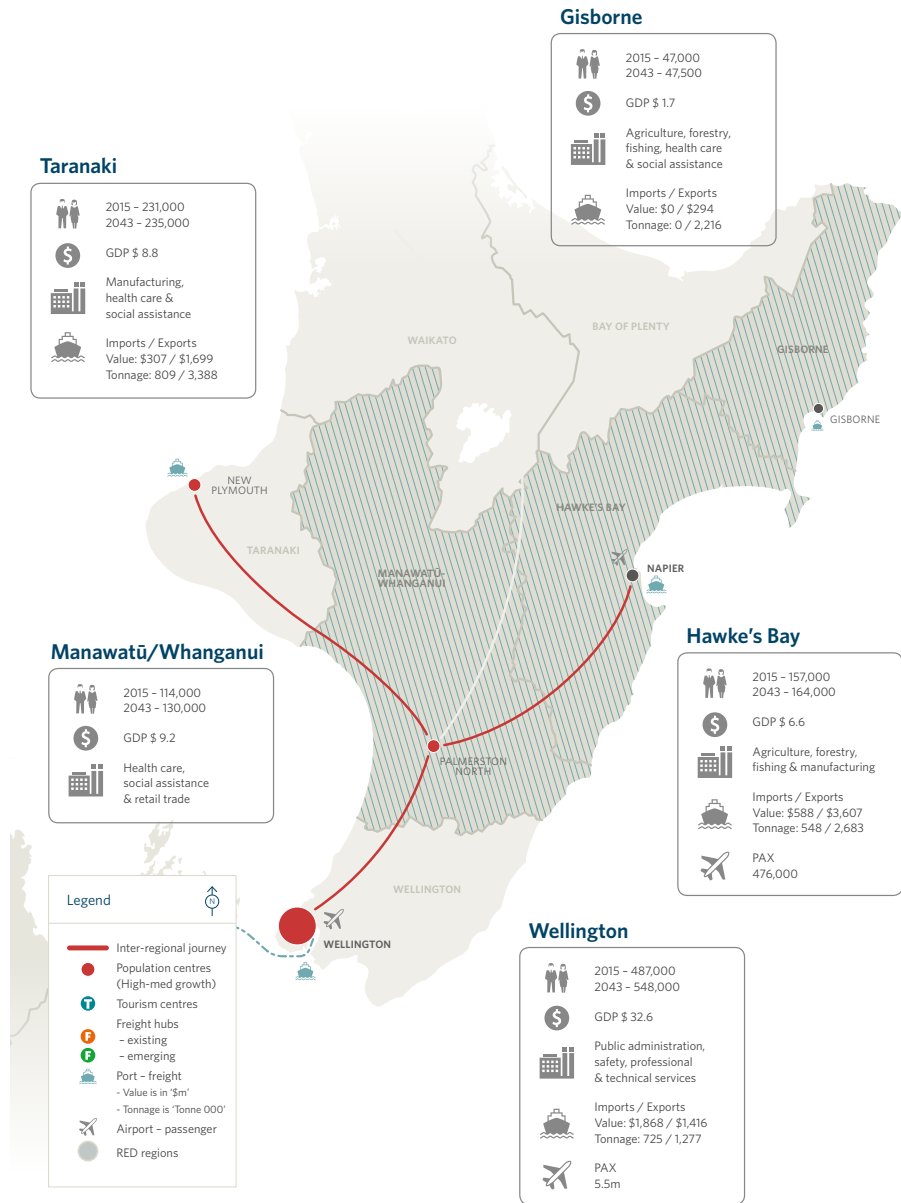 Gisborne
2015 – 47,000
2043 – 47,500
GDP $ 1.7
Agriculture, forestry,
fishing, health care
& social assistance
Imports / Exports
Value: $0 / $294
Tonnage: 0 / 2,216
Taranaki
2015 – 231,000
2043 – 235,000
GDP $ 8.8
Manufacturing,
health care &
social assistance
Imports / Exports
Value: $307 / $1,699
Tonnage: 809 / 3,388
WAIKATO
BAY OF PLENTY
GISBORNE
GISBORNE
NEW
PLYMOUTH
TARANAKI
HAWKE'S BAY
MANAWATŪ-
WHANGANUI
NAPIER
Manawatū/Whanganui
2015 – 114,000
2043 – 130,000
GDP $ 9.2
Health care,
social assistance
& retail trade
PALMERSTON
NORTH
Hawke's Bay
2015 – 157,000
2043 – 164,000
GDP $ 6.6
Agriculture, forestry,
fishing & manufacturing
Imports / Exports
Value: $588 / $3,607
Tonnage: 548 / 2,683
PAX
476,000
WELLINGTON
WELLINGTON
Legend
N
Inter-regional journey
Population centres
(High-med growth)
T Tourism centres
Freight hubs
F – existing
F – emerging
Port – freight
- Value is in '$m'
- Tonnage is 'Tonne 000'
Airport – passenger
RED regions
Wellington
2015 – 487,000
2043 – 548,000
GDP $ 32.6
Public administration,
safety, professional
& technical services
Imports / Exports
Value: $1,868 / $1,416
Tonnage: 725 / 1,277
PAX
5.5m